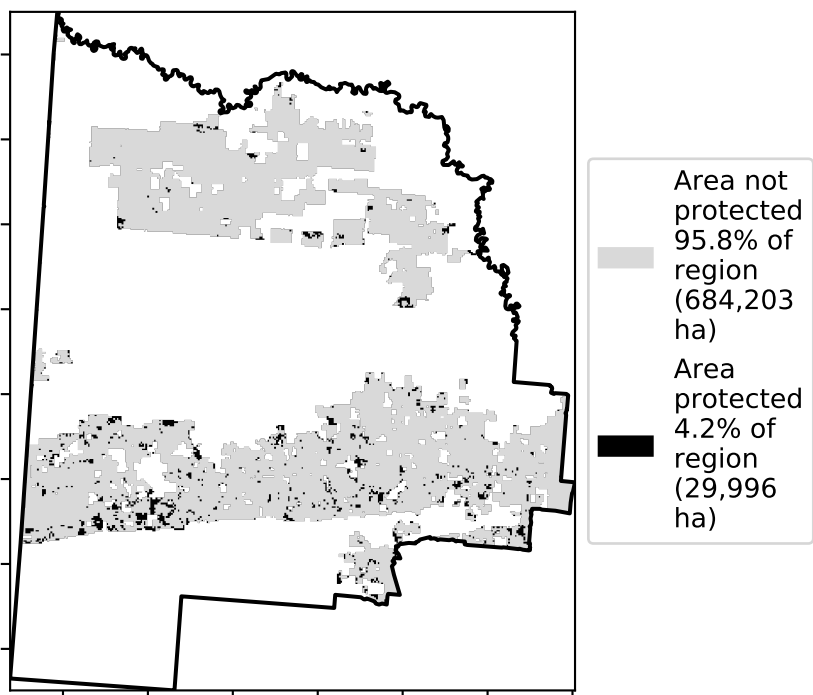 Area not
protected
95.8% of
region
(684,203
ha)
Area
protected
4.2% of
region
(29,996
ha)